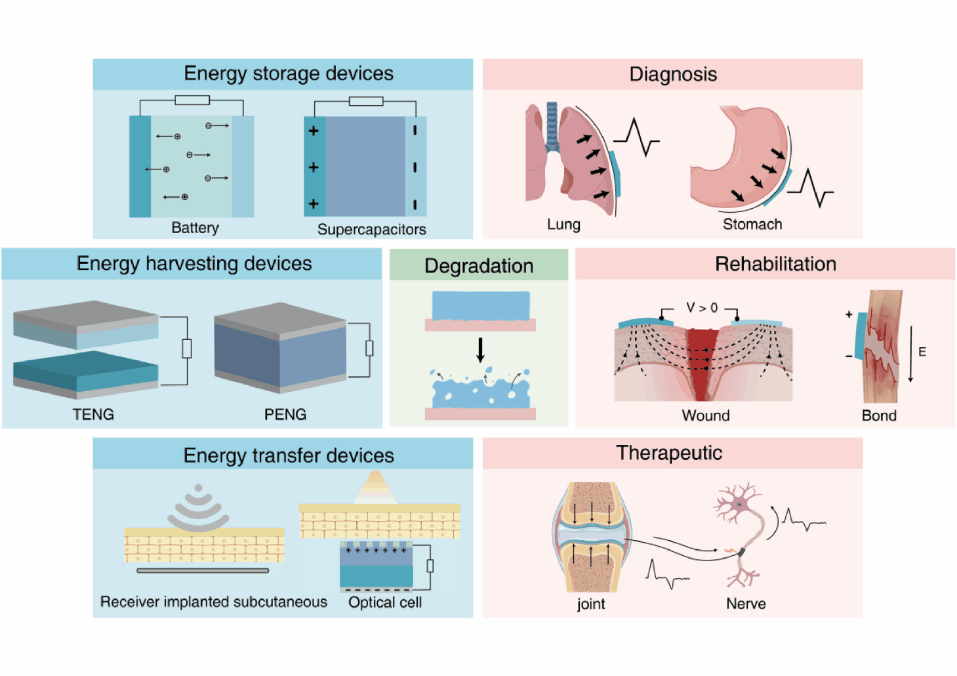 Energy storage devices
Battery
Supercapacitors
Diagnosis
Lung
Stomach
Energy harvesting devices
TENG
PENG
Degradation
Rehabilitation
V > 0
Wound
+
−
E
Bond
Energy transfer devices
Receiver implanted subcutaneous
Optical cell
Therapeutic
joint
Nerve